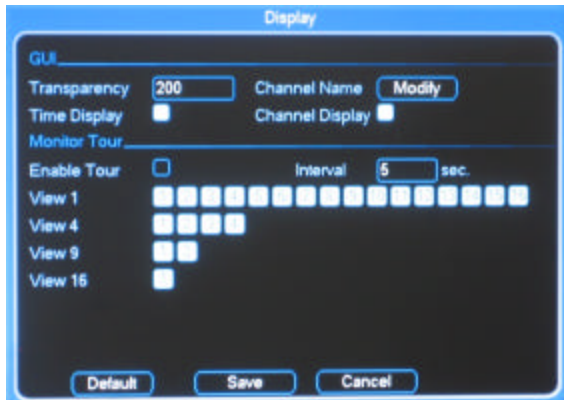 Display
GUI
Transparency 200 Channel Name Modify
Time Display Channel Display
Monitor Tour
Enable Tour Interval 5 sec.
View 1
View 4
View 9
View 16
Default Save Cancel